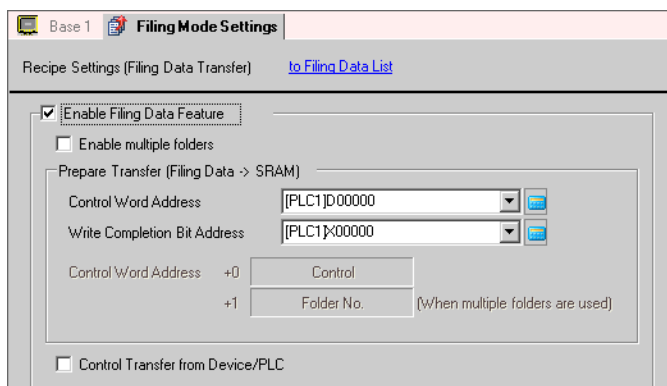 Base 1 Filing Mode Settings
Recipe Settings (Filing Data Transfer) to Filing Data List
Enable Filing Data Feature
Enable multiple folders
Prepare Transfer (Filing Data -> SRAM)
Control Word Address [PLC1]D00000
Write Completion Bit Address [PLC1]X00000
Control Word Address +0 Control
+1 Folder No. (When multiple folders are used)
Control Transfer from Device/PLC